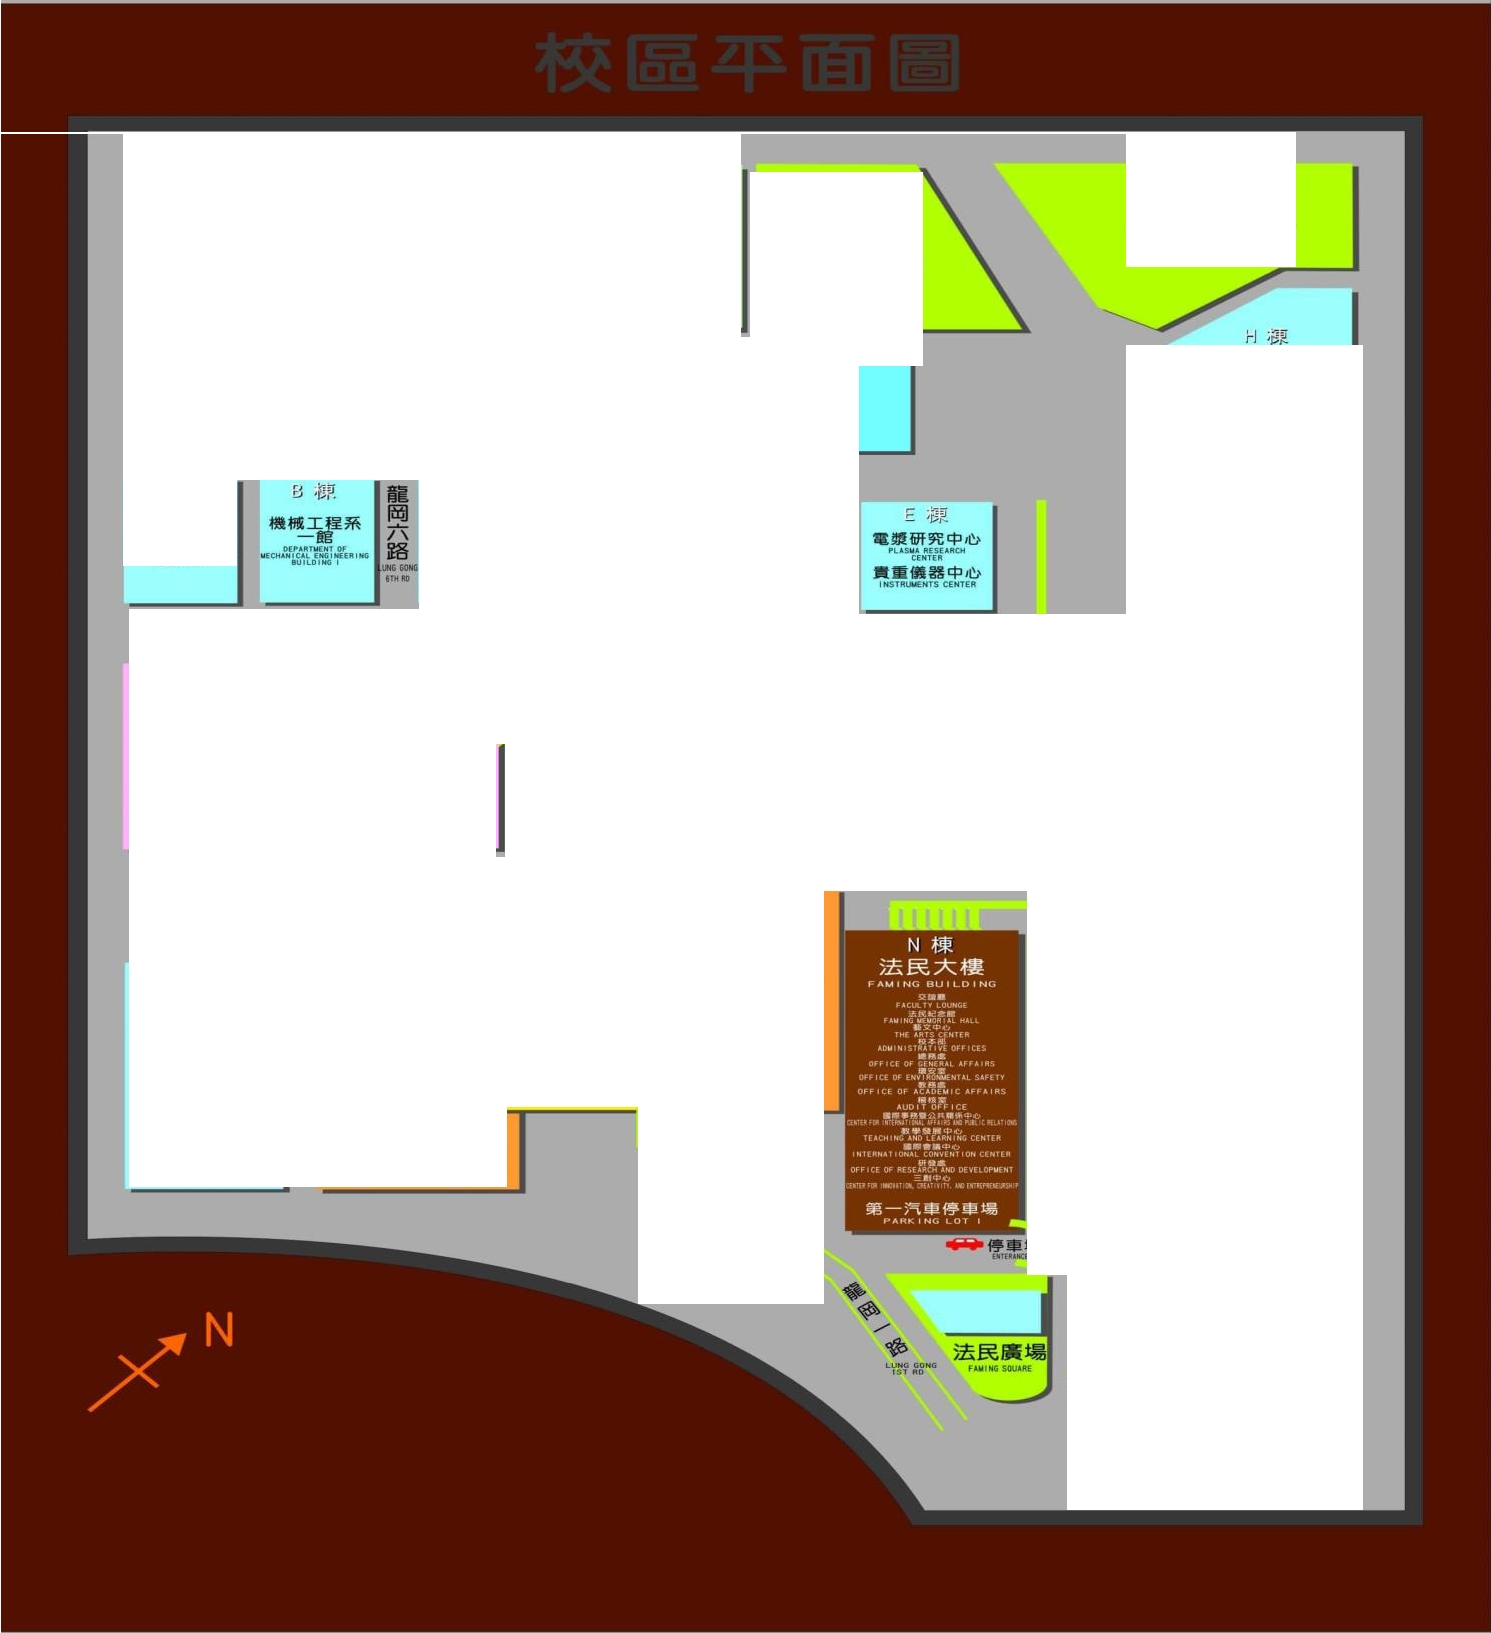 校區平面圖
H 棟
B 棟
機械工程系
一館
DEPARTMENT OF
MECHANICAL ENGINEERING
BUILDING I
龍岡六路
LUNG GONG
6TH RD
E 棟
電漿研究中心
PLASMA RESEARCH
CENTER
貴重儀器中心
INSTRUMENTS CENTER
N 棟
法民大樓
FAMING BUILDING
交誼廳
FACULTY LOUNGE
法民紀念館
FAMING MEMORIAL HALL
藝文中心
THE ARTS CENTER
校本部
ADMINISTRATIVE OFFICES
總務處
OFFICE OF GENERAL AFFAIRS
環安室
OFFICE OF ENVIRONMENTAL SAFETY
教務處
OFFICE OF ACADEMIC AFFAIRS
稽核室
AUDIT OFFICE
國際事務暨公共關係中心
CENTER FOR INTERNATIONAL AFFAIRS AND PUBLIC RELATIONS
教學發展中心
TEACHING AND LEARNING CENTER
國際會議中心
INTERNATIONAL CONVENTION CENTER
研發處
OFFICE OF RESEARCH AND DEVELOPMENT
三創中心
CENTER FOR INNOVATION, CREATIVITY, AND ENTREPRENEURSHIP
第一汽車停車場
PARKING LOT I
停車
ENTERANCE
龍岡一路
LUNG GONG
1ST RD
法民廣場
FAMING SQUARE
N